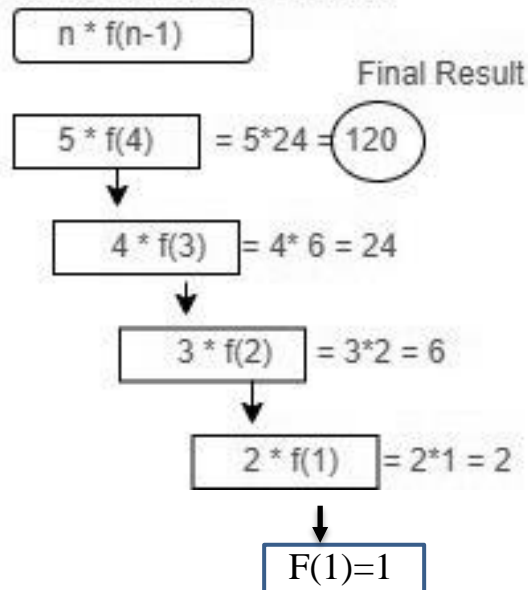 n * f(n-1)
Final Result
5 * f(4) = 5*24 = 120
4 * f(3) = 4* 6 = 24
3 * f(2) = 3*2 = 6
2 * f(1) = 2*1 = 2
F(1)=1